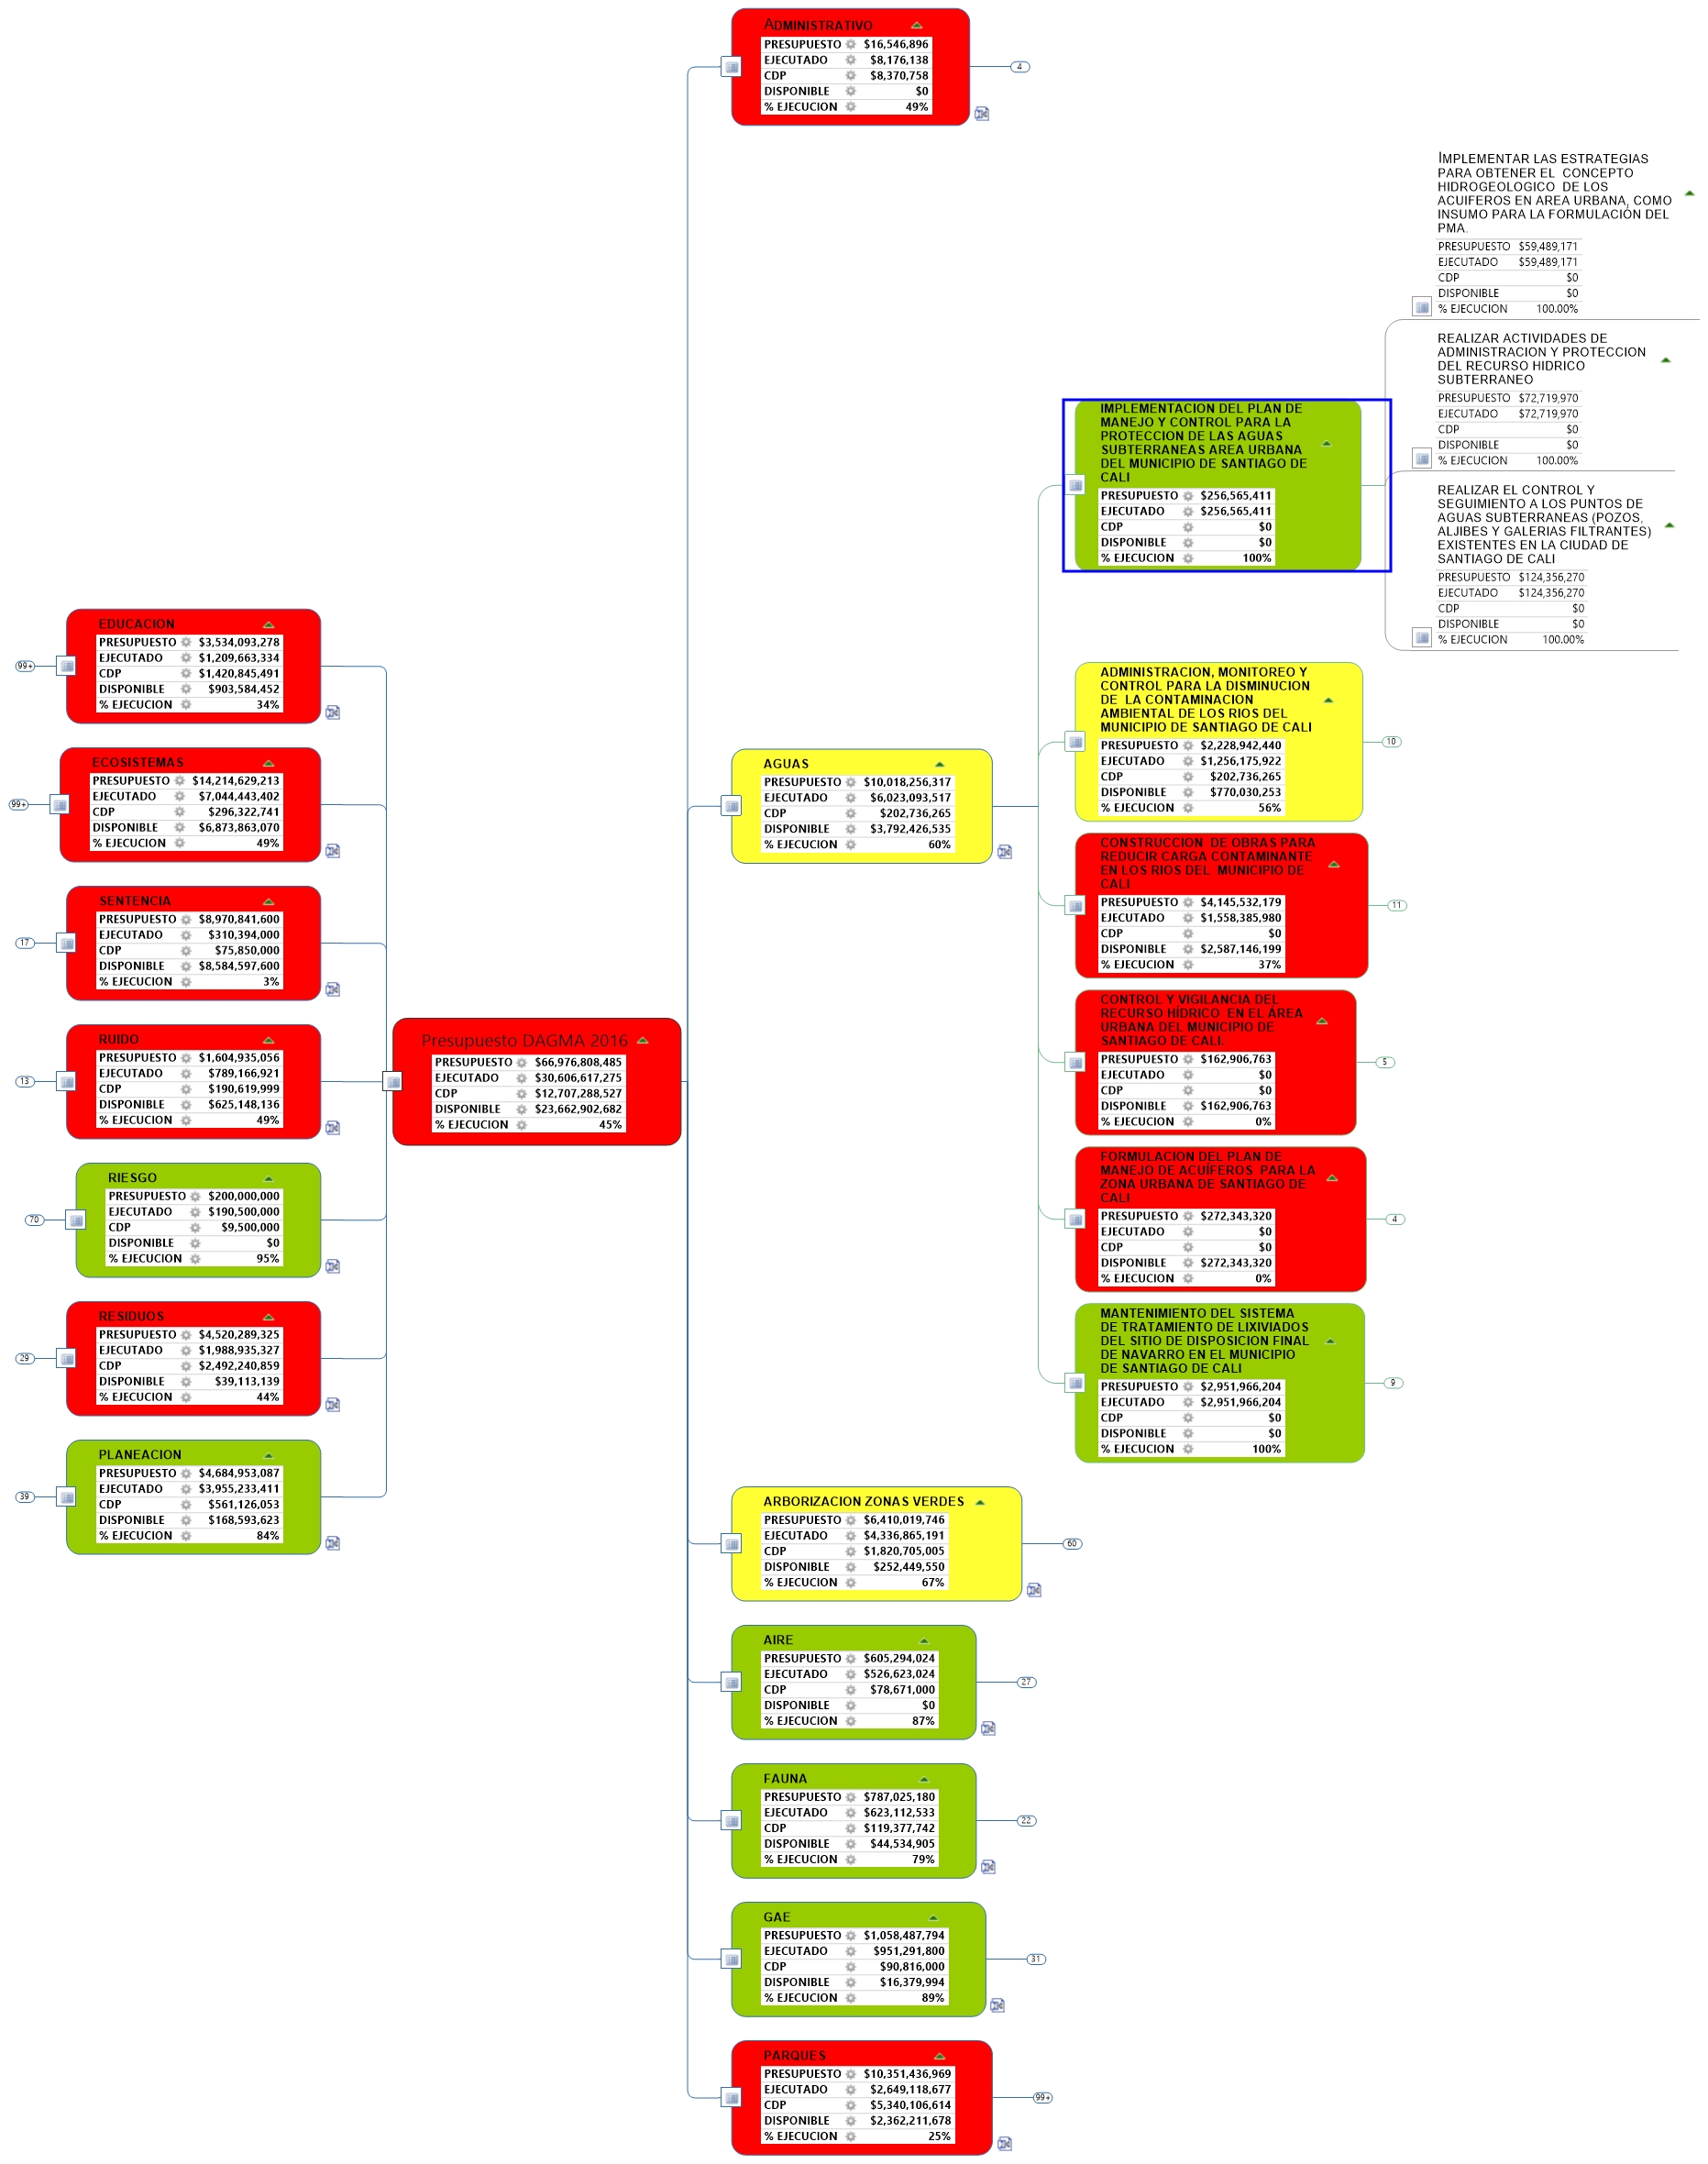 ADMINISTRATIVO
PRESUPUESTO $16,546,896
EJECUTADO $8,176,138
CDP $8,370,758
DISPONIBLE $0
% EJECUCION 49%
4
IMPLEMENTAR LAS ESTRATEGIAS
PARA OBTENER EL CONCEPTO
HIDROGEOLOGICO DE LOS
ACUIFEROS EN AREA URBANA, COMO
INSUMO PARA LA FORMULACIÓN DEL
PMA.
PRESUPUESTO $59,489,171
EJECUTADO $59,489,171
CDP $0
DISPONIBLE $0
% EJECUCION 100.00%
REALIZAR ACTIVIDADES DE
ADMINISTRACION Y PROTECCION
DEL RECURSO HIDRICO
SUBTERRANEO
PRESUPUESTO $72,719,970
EJECUTADO $72,719,970
CDP $0
DISPONIBLE $0
% EJECUCION 100.00%
REALIZAR EL CONTROL Y
SEGUIMIENTO A LOS PUNTOS DE
AGUAS SUBTERRANEAS (POZOS,
ALJIBES Y GALERIAS FILTRANTES)
EXISTENTES EN LA CIUDAD DE
SANTIAGO DE CALI
PRESUPUESTO $124,356,270
EJECUTADO $124,356,270
CDP $0
DISPONIBLE $0
% EJECUCION 100.00%
IMPLEMENTACION DEL PLAN DE
MANEJO Y CONTROL PARA LA
PROTECCION DE LAS AGUAS
SUBTERRANEAS AREA URBANA
DEL MUNICIPIO DE SANTIAGO DE
CALI
PRESUPUESTO $256,565,411
EJECUTADO $256,565,411
CDP $0
DISPONIBLE $0
% EJECUCION 100%
ADMINISTRACION, MONITOREO Y
CONTROL PARA LA DISMINUCION
DE LA CONTAMINACION
AMBIENTAL DE LOS RIOS DEL
MUNICIPIO DE SANTIAGO DE CALI
PRESUPUESTO $2,228,942,440
EJECUTADO $1,256,175,922
CDP $202,736,265
DISPONIBLE $770,030,253
% EJECUCION 56%
10
CONSTRUCCION DE OBRAS PARA
REDUCIR CARGA CONTAMINANTE
EN LOS RIOS DEL MUNICIPIO DE
CALI
PRESUPUESTO $4,145,532,179
EJECUTADO $1,558,385,980
CDP $0
DISPONIBLE $2,587,146,199
% EJECUCION 37%
11
CONTROL Y VIGILANCIA DEL
RECURSO HÍDRICO EN EL ÁREA
URBANA DEL MUNICIPIO DE
SANTIAGO DE CALI.
PRESUPUESTO $162,906,763
EJECUTADO $0
CDP $0
DISPONIBLE $162,906,763
% EJECUCION 0%
5
FORMULACION DEL PLAN DE
MANEJO DE ACUÍFEROS PARA LA
ZONA URBANA DE SANTIAGO DE
CALI
PRESUPUESTO $272,343,320
EJECUTADO $0
CDP $0
DISPONIBLE $272,343,320
% EJECUCION 0%
4
MANTENIMIENTO DEL SISTEMA
DE TRATAMIENTO DE LIXIVIADOS
DEL SITIO DE DISPOSICION FINAL
DE NAVARRO EN EL MUNICIPIO
DE SANTIAGO DE CALI
PRESUPUESTO $2,951,966,204
EJECUTADO $2,951,966,204
CDP $0
DISPONIBLE $0
% EJECUCION 100%
9
AGUAS
PRESUPUESTO $10,018,256,317
EJECUTADO $6,023,093,517
CDP $202,736,265
DISPONIBLE $3,792,426,535
% EJECUCION 60%
EDUCACION
PRESUPUESTO $3,534,093,278
EJECUTADO $1,209,663,334
CDP $1,420,845,491
DISPONIBLE $903,584,452
% EJECUCION 34%
99+
ECOSISTEMAS
PRESUPUESTO $14,214,629,213
EJECUTADO $7,044,443,402
CDP $296,322,741
DISPONIBLE $6,873,863,070
% EJECUCION 49%
99+
SENTENCIA
PRESUPUESTO $8,970,841,600
EJECUTADO $310,394,000
CDP $75,850,000
DISPONIBLE $8,584,597,600
% EJECUCION 3%
17
RUIDO
PRESUPUESTO $1,604,935,056
EJECUTADO $789,166,921
CDP $190,619,999
DISPONIBLE $625,148,136
% EJECUCION 49%
13
Presupuesto DAGMA 2016
PRESUPUESTO $66,976,808,485
EJECUTADO $30,606,617,275
CDP $12,707,288,527
DISPONIBLE $23,662,902,682
% EJECUCION 45%
RIESGO
PRESUPUESTO $200,000,000
EJECUTADO $190,500,000
CDP $9,500,000
DISPONIBLE $0
% EJECUCION 95%
70
RESIDUOS
PRESUPUESTO $4,520,289,325
EJECUTADO $1,988,935,327
CDP $2,492,240,859
DISPONIBLE $39,113,139
% EJECUCION 44%
29
PLANEACION
PRESUPUESTO $4,684,953,087
EJECUTADO $3,955,233,411
CDP $561,126,053
DISPONIBLE $168,593,623
% EJECUCION 84%
39
ARBORIZACION ZONAS VERDES
PRESUPUESTO $6,410,019,746
EJECUTADO $4,336,865,191
CDP $1,820,705,005
DISPONIBLE $252,449,550
% EJECUCION 67%
60
AIRE
PRESUPUESTO $605,294,024
EJECUTADO $526,623,024
CDP $78,671,000
DISPONIBLE $0
% EJECUCION 87%
27
FAUNA
PRESUPUESTO $787,025,180
EJECUTADO $623,112,533
CDP $119,377,742
DISPONIBLE $44,534,905
% EJECUCION 79%
22
GAE
PRESUPUESTO $1,058,487,794
EJECUTADO $951,291,800
CDP $90,816,000
DISPONIBLE $16,379,994
% EJECUCION 89%
31
PARQUES
PRESUPUESTO $10,351,436,969
EJECUTADO $2,649,118,677
CDP $5,340,106,614
DISPONIBLE $2,362,211,678
% EJECUCION 25%
99+